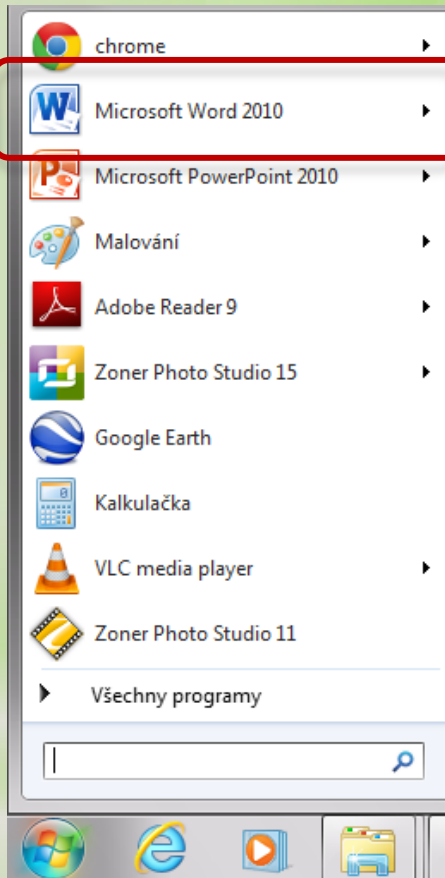 chrome
Microsoft Word 2010
Microsoft PowerPoint 2010
Malování
Adobe Reader 9
Zoner Photo Studio 15
Google Earth
Kalkulačka
VLC media player
Zoner Photo Studio 11
Všechny programy